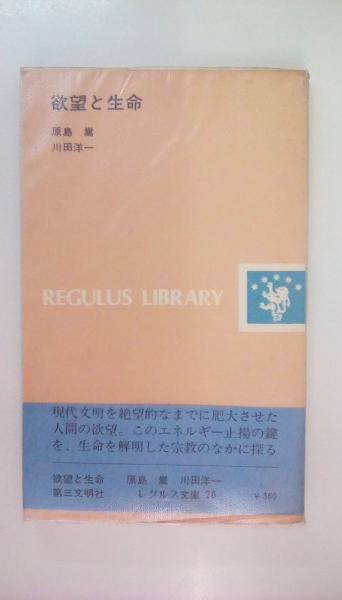 欲望と生命
原島 嵩
川田洋一
REGULUS LIBRARY
現代文明を絶望的なまでに肥大させた
人間の欲望。このエネルギー止揚の鍵
を、生命を解明した宗教のなかに探る
欲望と生命 原島 嵩 川田洋一
第三文明社 レグルス文庫 26 ¥360